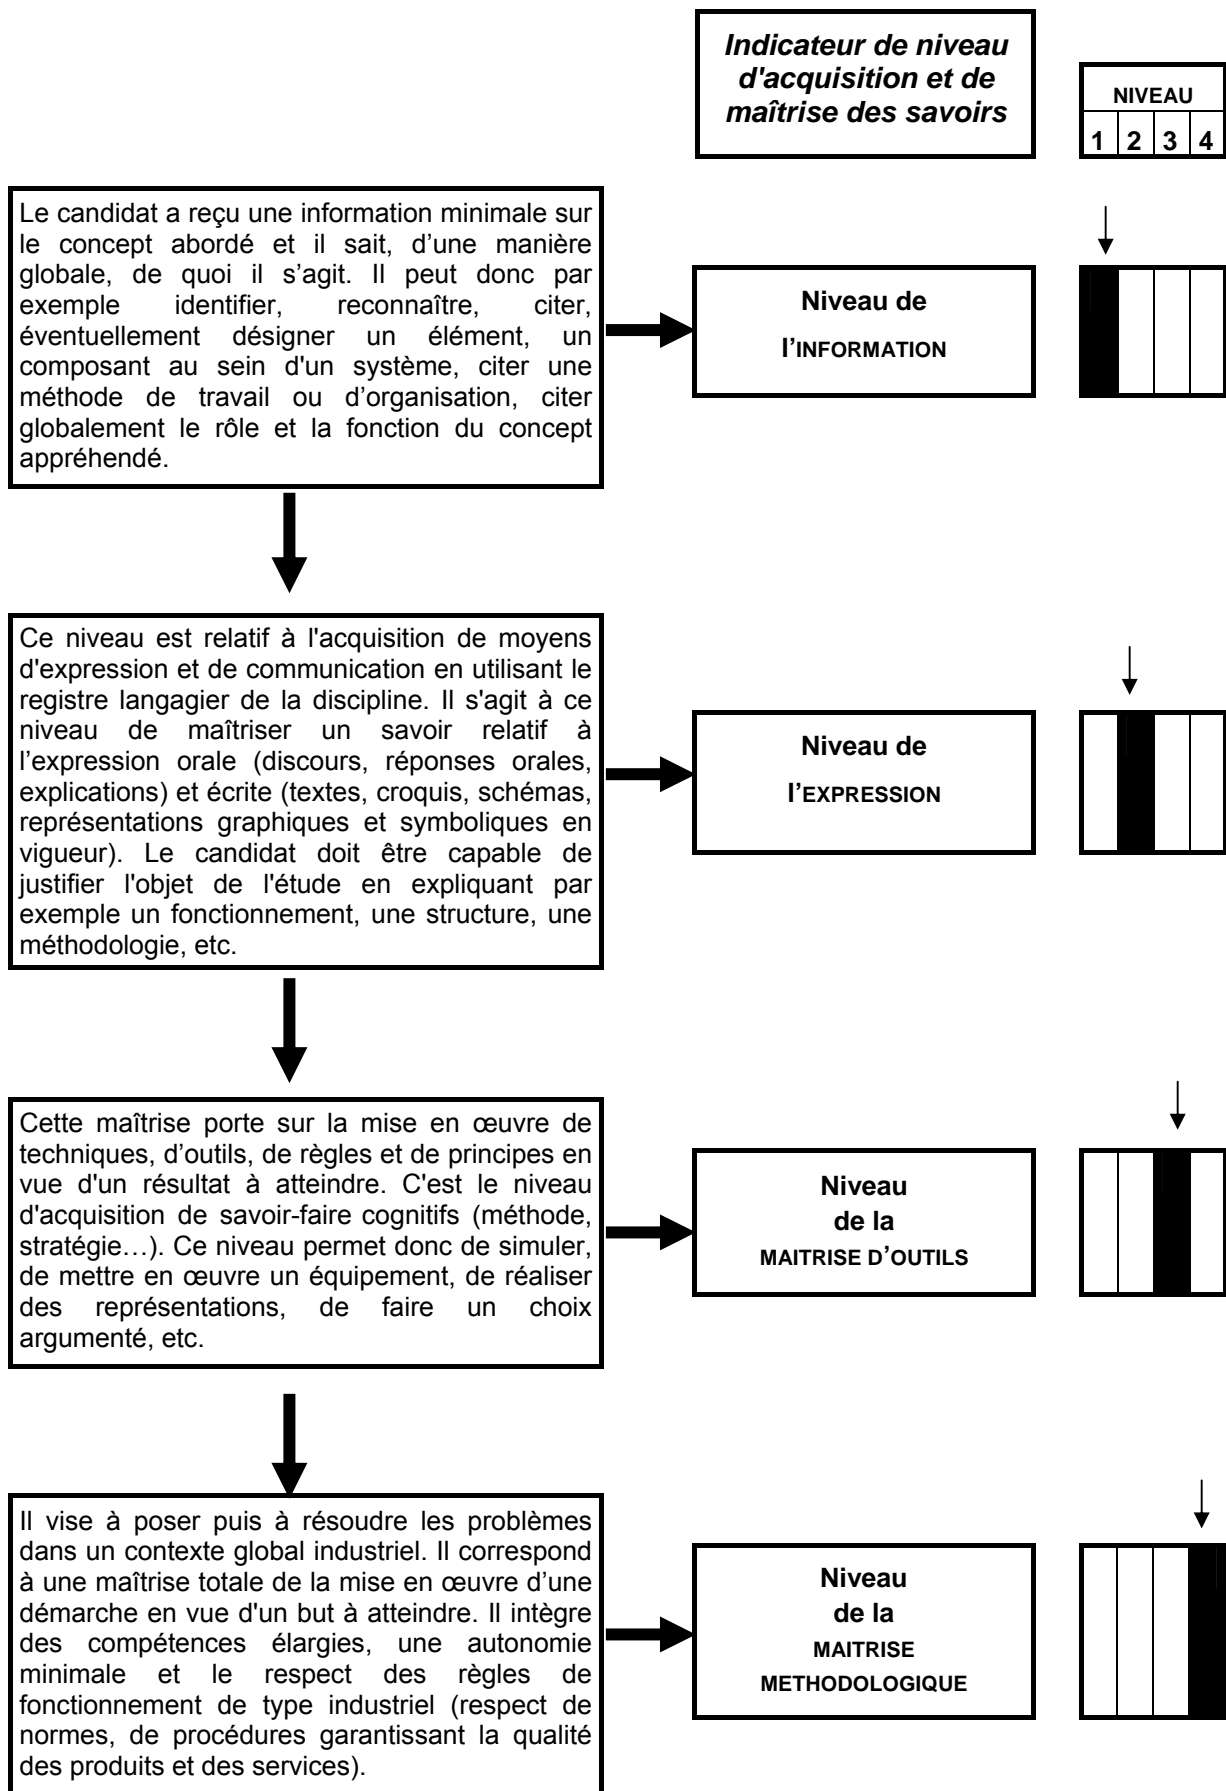 Indicateur de niveau
d'acquisition et de
maîtrise des savoirs
NIVEAU
1 2 3 4
Le candidat a reçu une information minimale sur
le concept abordé et il sait, d’une manière
globale, de quoi il s’agit. Il peut donc par
exemple identifier, reconnaître, citer,
éventuellement désigner un élément, un
composant au sein d'un système, citer une
méthode de travail ou d’organisation, citer
globalement le rôle et la fonction du concept
appréhendé.
Niveau de
l’INFORMATION
Ce niveau est relatif à l'acquisition de moyens
d'expression et de communication en utilisant le
registre langagier de la discipline. Il s'agit à ce
niveau de maîtriser un savoir relatif à
l’expression orale (discours, réponses orales,
explications) et écrite (textes, croquis, schémas,
représentations graphiques et symboliques en
vigueur). Le candidat doit être capable de
justifier l'objet de l'étude en expliquant par
exemple un fonctionnement, une structure, une
méthodologie, etc.
Niveau de
l’EXPRESSION
Cette maîtrise porte sur la mise en œuvre de
techniques, d’outils, de règles et de principes en
vue d'un résultat à atteindre. C'est le niveau
d'acquisition de savoir-faire cognitifs (méthode,
stratégie…). Ce niveau permet donc de simuler,
de mettre en œuvre un équipement, de réaliser
des représentations, de faire un choix
argumenté, etc.
Niveau
de la
MAITRISE D’OUTILS
Il vise à poser puis à résoudre les problèmes
dans un contexte global industriel. Il correspond
à une maîtrise totale de la mise en œuvre d’une
démarche en vue d'un but à atteindre. Il intègre
des compétences élargies, une autonomie
minimale et le respect des règles de
fonctionnement de type industriel (respect de
normes, de procédures garantissant la qualité
des produits et des services).
Niveau
de la
MAITRISE
METHODOLOGIQUE